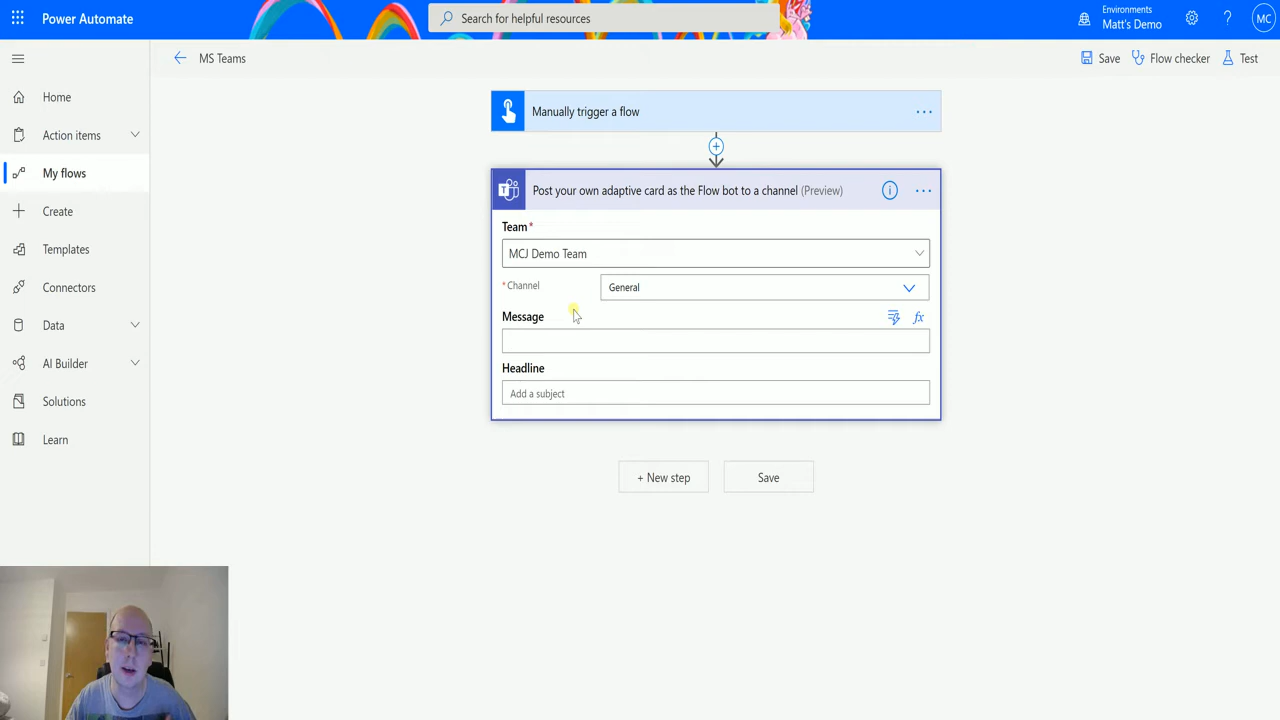 Power Automate
Search for helpful resources
Environments
Matt's Demo
MC
MS Teams
Save
Flow checker
Test
Home
Action items
My flows
Create
Templates
Connectors
Data
AI Builder
Solutions
Learn
Manually trigger a flow
Post your own adaptive card as the Flow bot to a channel (Preview)
Team *
MCJ Demo Team
* Channel
General
Message
fx
Headline
Add a subject
+ New step
Save